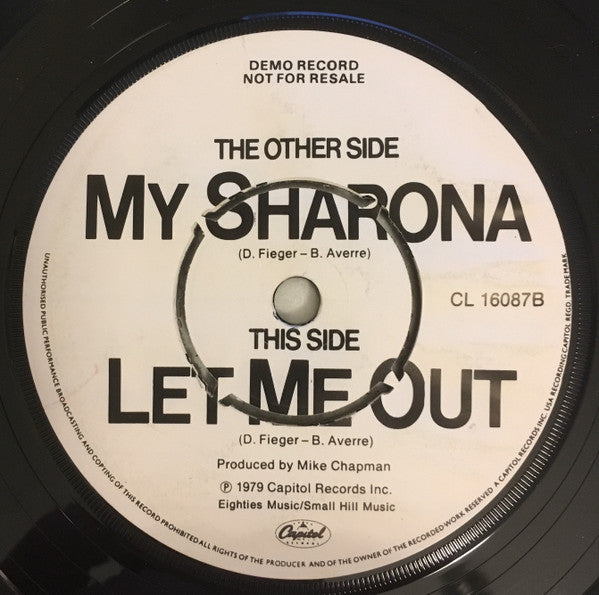 DEMO RECORD
NOT FOR RESALE
THE OTHER SIDE
MY SHARONA
(D. Fieger – B. Averre)
CL 16087B
THIS SIDE
LET ME OUT
(D. Fieger – B. Averre)
Produced by Mike Chapman
℗ 1979 Capitol Records Inc.
Eighties Music/Small Hill Music
Capitol
RECORDS
UNAUTHORISED PUBLIC PERFORMANCE BROADCASTING AND COPYING OF THIS RECORD PROHIBITED ALL RIGHTS OF THE PRODUCER AND OF THE OWNER OF THE RECORDED WORK RESERVED A CAPITOL RECORDS INC. USA RECORDING CAPITOL REGD TRADE MARK